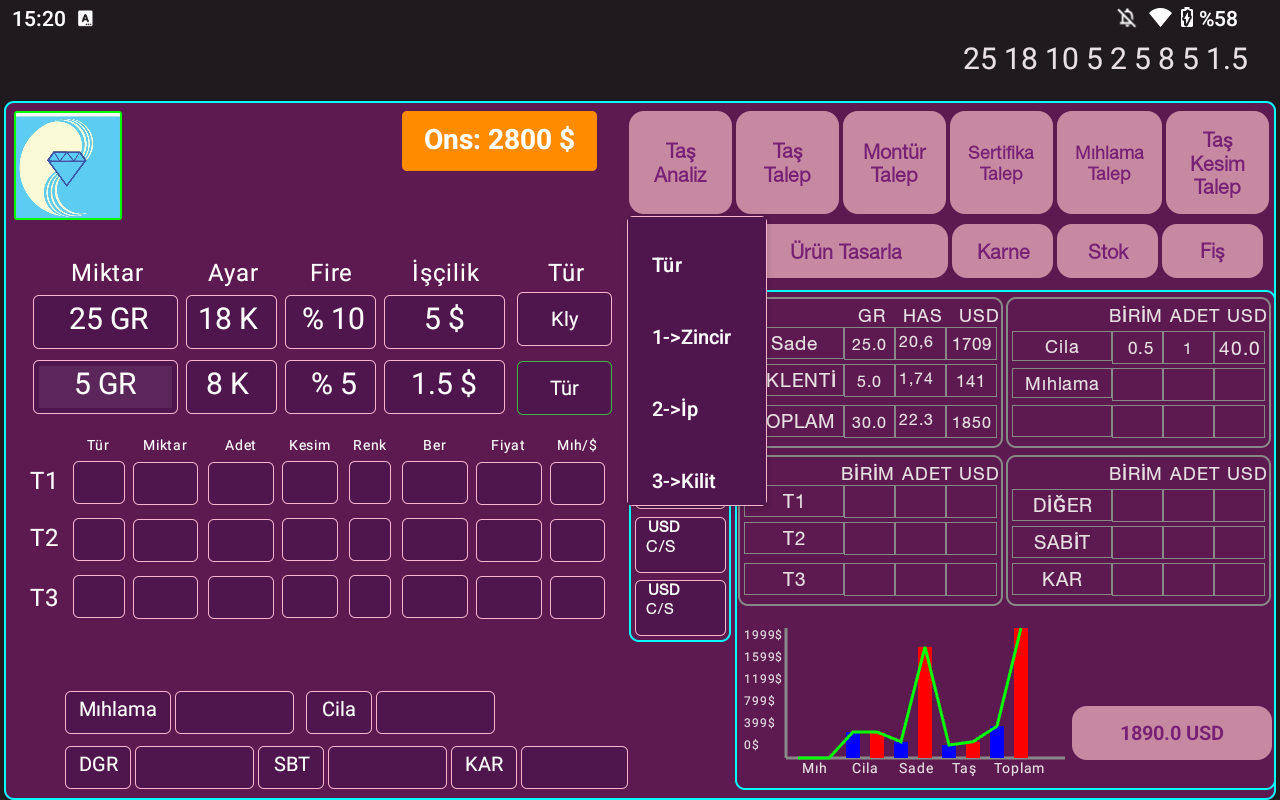 15:20 A %58
25 18 10 5 2 5 8 5 1.5
Ons: 2800 $
Taş Analiz
Taş Talep
Montür Talep
Sertifika Talep
Mıhlama Talep
Taş Kesim Talep
Ürün Tasarla
Karne
Stok
Fiş
Miktar Ayar Fire İşçilik Tür
25 GR 18 K % 10 5 $ Kly
5 GR 8 K % 5 1.5 $ Tür
Tür
1->Zincir
2->İp
3->Kilit
Tür Miktar Adet Kesim Renk Ber Fiyat Mıh/$
T1
T2
T3
USD
C/S
USD
C/S
GR HAS USD
Sade 25.0 20,6 1709
KLENTİ 5.0 1,74 141
OPLAM 30.0 22.3 1850
BİRİM ADET USD
Cila 0.5 1 40.0
Mıhlama
BİRİM ADET USD
T1
T2
T3
BİRİM ADET USD
DİĞER
SABİT
KAR
1999$
1599$
1199$
799$
399$
0$
Mıh Cila Sade Taş Toplam
1890.0 USD
Mıhlama Cila
DGR SBT KAR